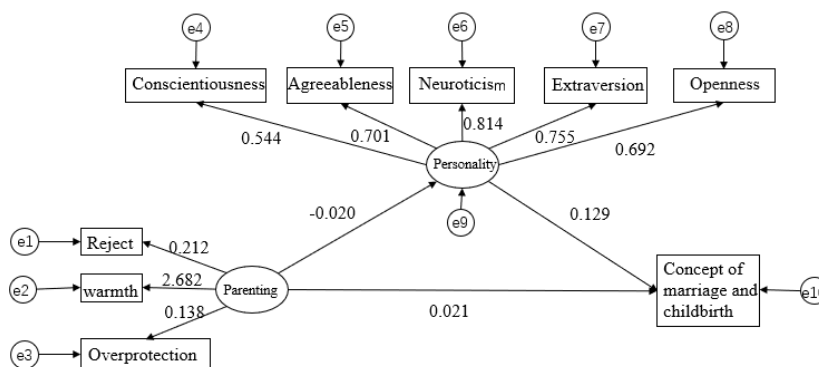 e4
e5
e6
e7
e8
Conscientiousness
Agreeableness
Neuroticism
Extraversion
Openness
0.544
0.701
0.814
0.755
0.692
Personality
e9
-0.020
0.129
e1
Reject
0.212
e2
warmth
2.682
Parenting
0.138
e3
Overprotection
0.021
Concept of
marriage and
childbirth
e10